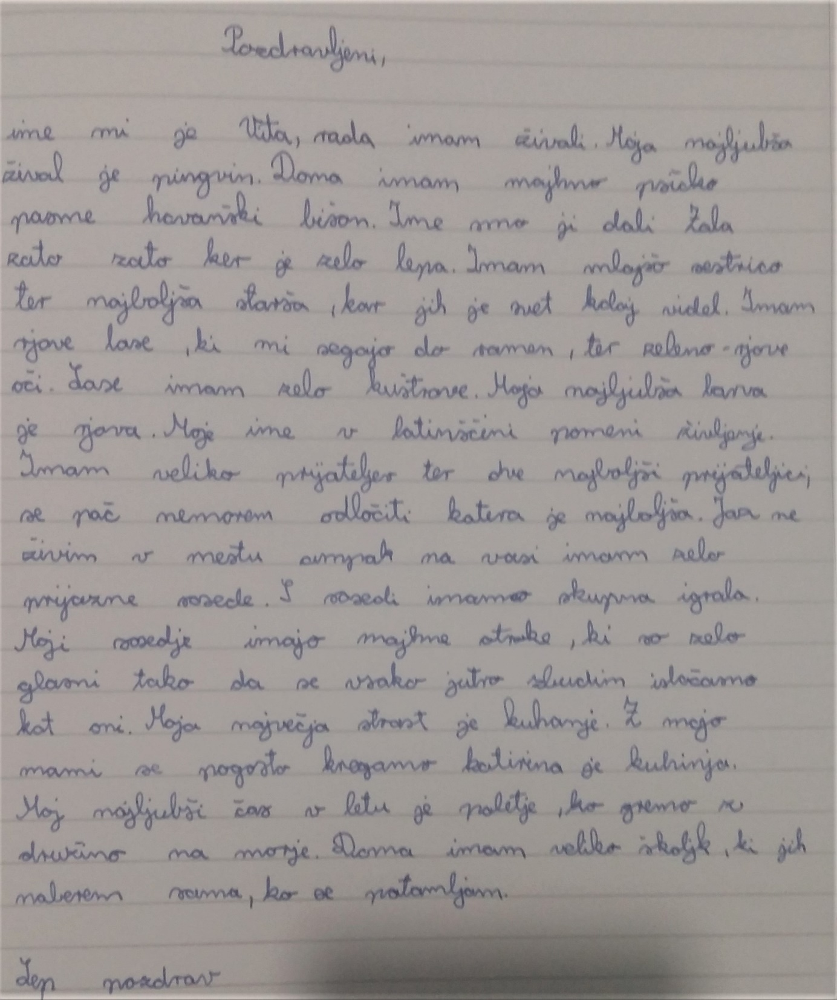 Pozdravljeni,
ime mi je Vita, rada imam živali. Moja najljubša
žival je pingvin. Doma imam majhno psičko
pasme havanški bišon. Ime smo ji dali Zala
zato zato ker je zelo lepa. Imam mlajšo sestrico
ter najboljša starša, kar jih je svet kdaj videl. Imam
rjave lase, ki mi segajo do ramen, ter zeleno-rjave
oči. Lase imam zelo kuštrave. Moja najljubša barva
je rjava. Moje ime v latinščini pomeni življenje.
Imam veliko prijateljev ter dve najboljši prijateljici,
se pač nemorem odločiti katera je najboljša. Jaz ne
živim v mestu ampak na vasi imam zelo
prijazne sosede. S sosedi imamo skupna igrala.
Moji sosedje imajo majhne otroke, ki so zelo
glasni tako da se vsako jutro zbudim istočasno
kot oni. Moja največja strast je kuhanje. Z mojo
mami se pogosto kregamo katirina je kuhinja.
Moj najljubši čas v letu je poletje, ko gremo z
družino na morje. Doma imam veliko školjk, ki jih
naberem sama, ko se potamljam.
Lep pozdrav